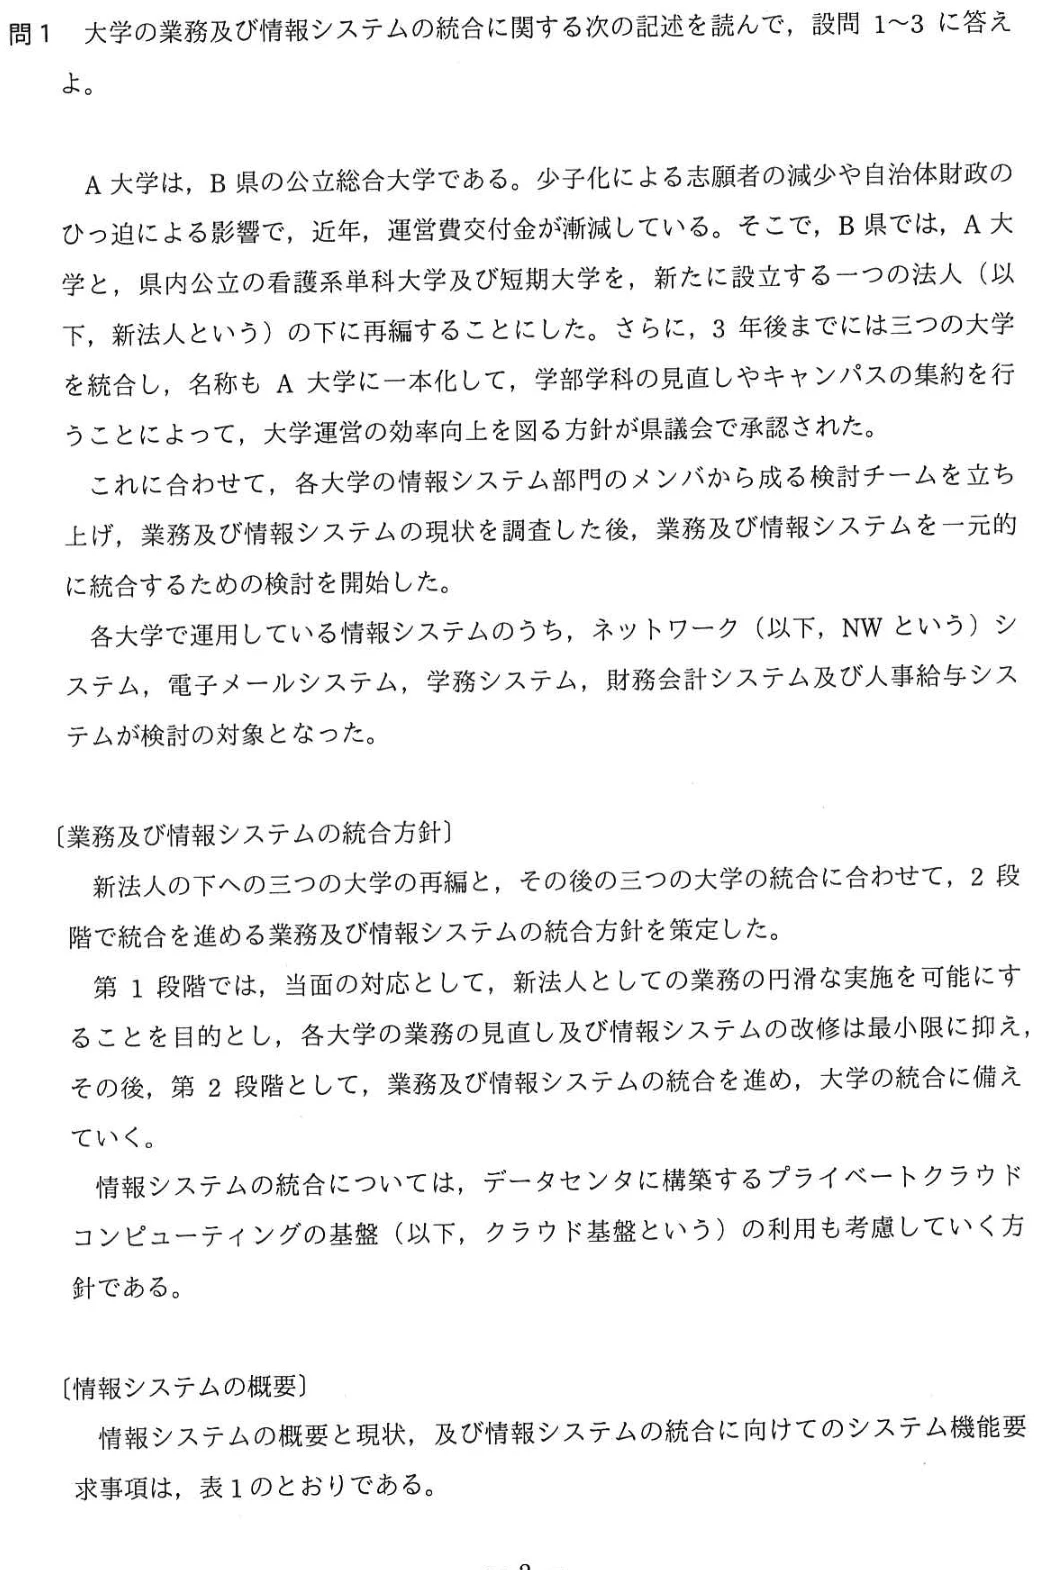 問1 大学の業務及び情報システムの統合に関する次の記述を読んで，設問 1～3 に答え
よ。
A 大学は，B 県の公立総合大学である。少子化による志願者の減少や自治体財政の
ひっ迫による影響で，近年，運営費交付金が漸減している。そこで，B 県では，A 大
学と，県内公立の看護系単科大学及び短期大学を，新たに設立する一つの法人（以
下，新法人という）の下に再編することにした。さらに，3 年後までには三つの大学
を統合し，名称も A 大学に一本化して，学部学科の見直しやキャンパスの集約を行
うことによって，大学運営の効率向上を図る方針が県議会で承認された。
これに合わせて，各大学の情報システム部門のメンバから成る検討チームを立ち
上げ，業務及び情報システムの現状を調査した後，業務及び情報システムを一元的
に統合するための検討を開始した。
各大学で運用している情報システムのうち，ネットワーク（以下，NW という）シ
ステム，電子メールシステム，学務システム，財務会計システム及び人事給与シス
テムが検討の対象となった。
〔業務及び情報システムの統合方針〕
新法人の下への三つの大学の再編と，その後の三つの大学の統合に合わせて，2 段
階で統合を進める業務及び情報システムの統合方針を策定した。
第 1 段階では，当面の対応として，新法人としての業務の円滑な実施を可能にす
ることを目的とし，各大学の業務の見直し及び情報システムの改修は最小限に抑え，
その後，第 2 段階として，業務及び情報システムの統合を進め，大学の統合に備え
ていく。
情報システムの統合については，データセンタに構築するプライベートクラウド
コンピューティングの基盤（以下，クラウド基盤という）の利用も考慮していく方
針である。
〔情報システムの概要〕
情報システムの概要と現状，及び情報システムの統合に向けてのシステム機能要
求事項は，表1のとおりである。